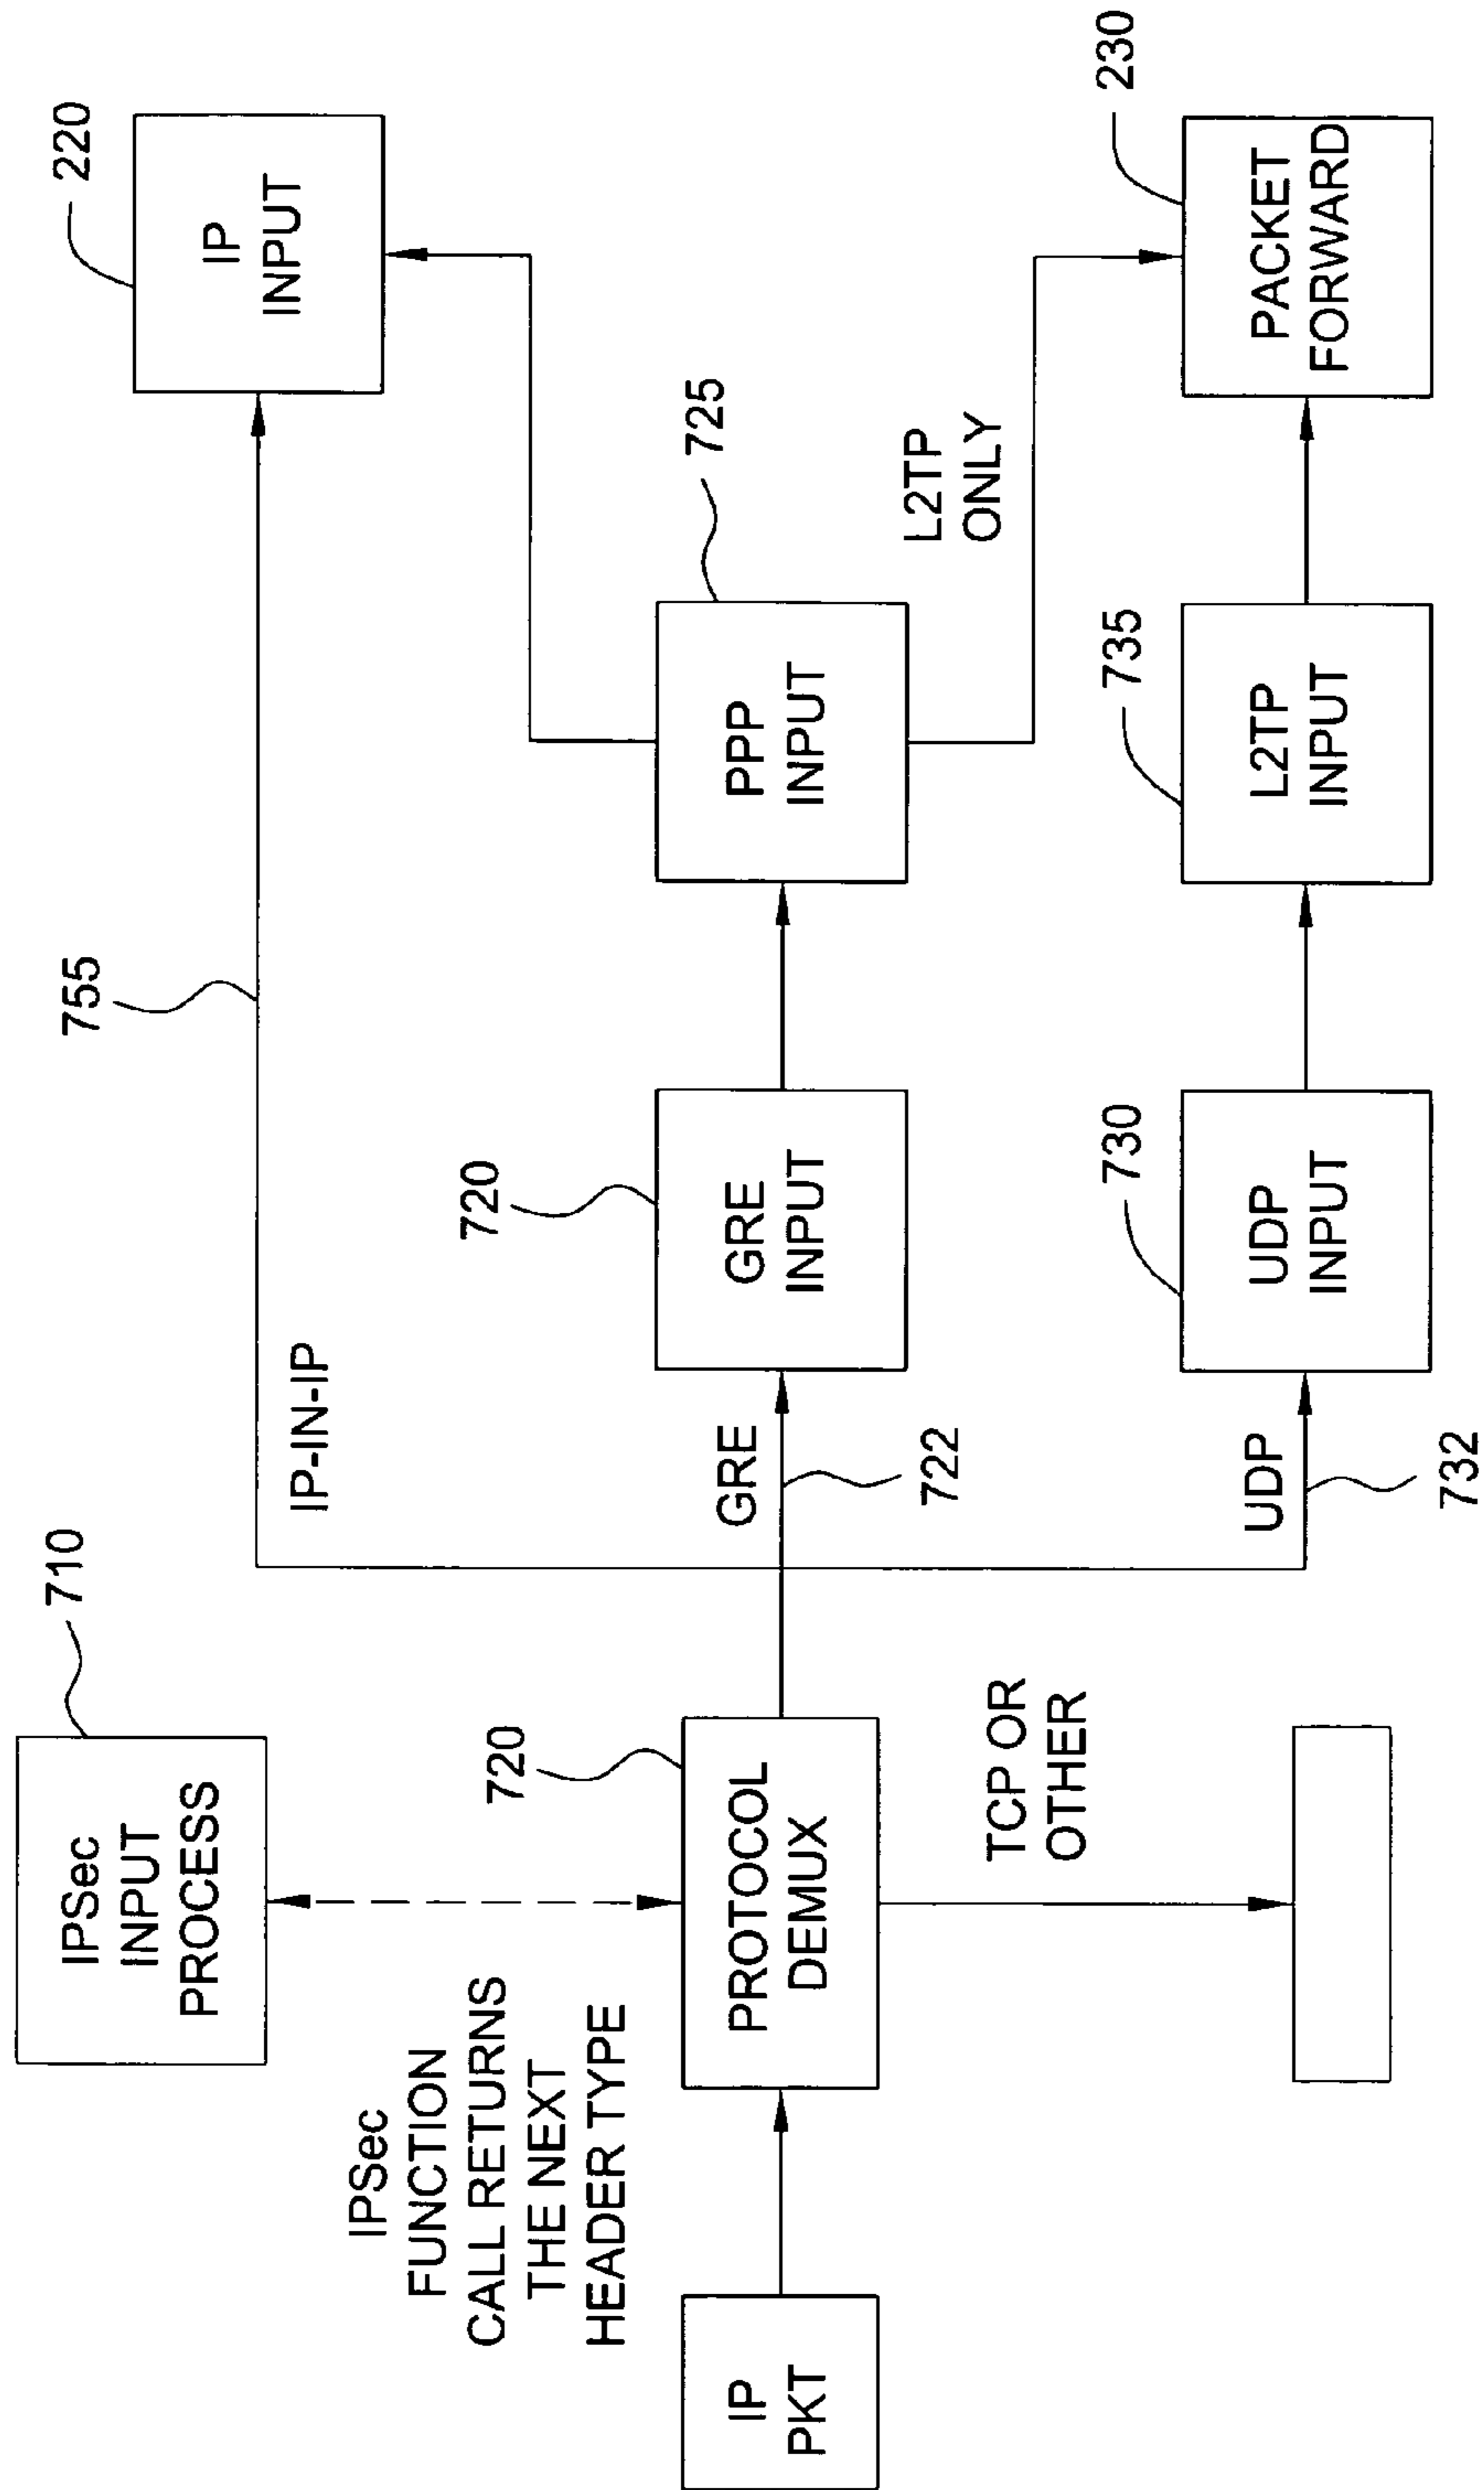 710
IPSec
INPUT
PROCESS
IPSec
FUNCTION
CALL RETURNS
THE NEXT
HEADER TYPE
IP
PKT
720
PROTOCOL
DEMUX
TCP OR
OTHER
IP-IN-IP
755
220
IP
INPUT
GRE
722
720
GRE
INPUT
725
PPP
INPUT
L2TP
ONLY
UDP
732
730
UDP
INPUT
735
L2TP
INPUT
230
PACKET
FORWARD